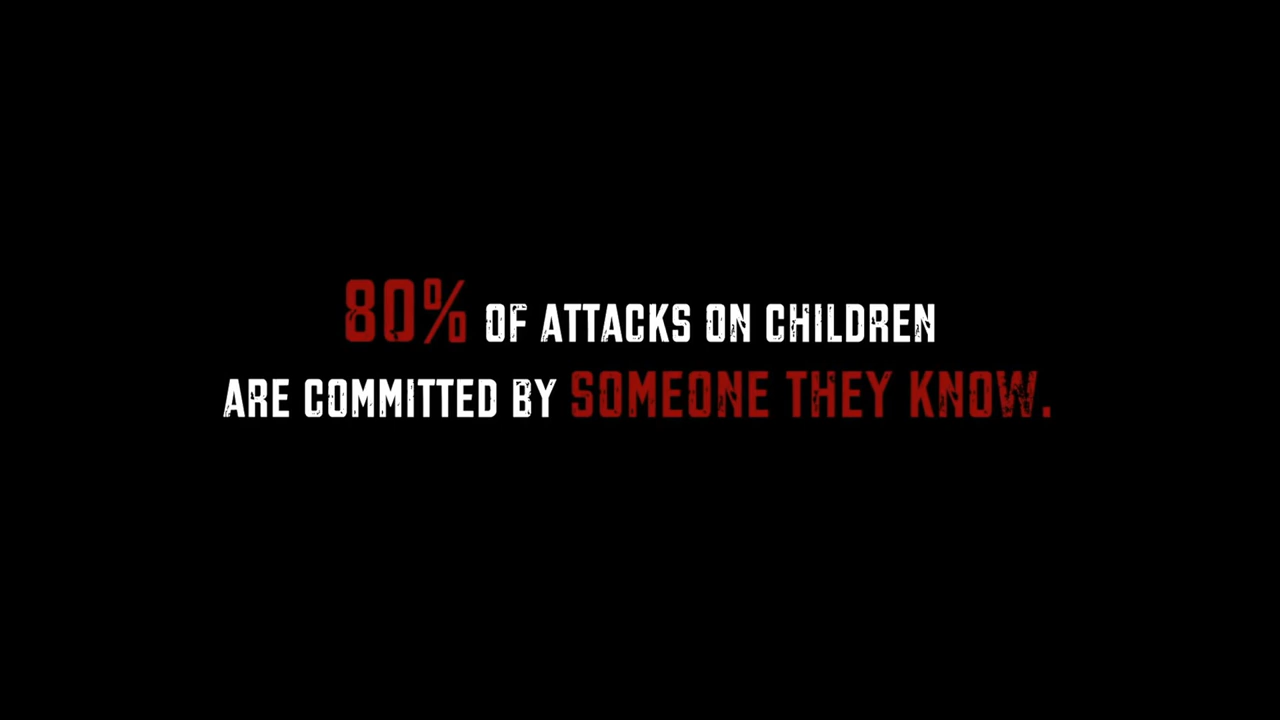 80% OF ATTACKS ON CHILDREN
ARE COMMITTED BY SOMEONE THEY KNOW.